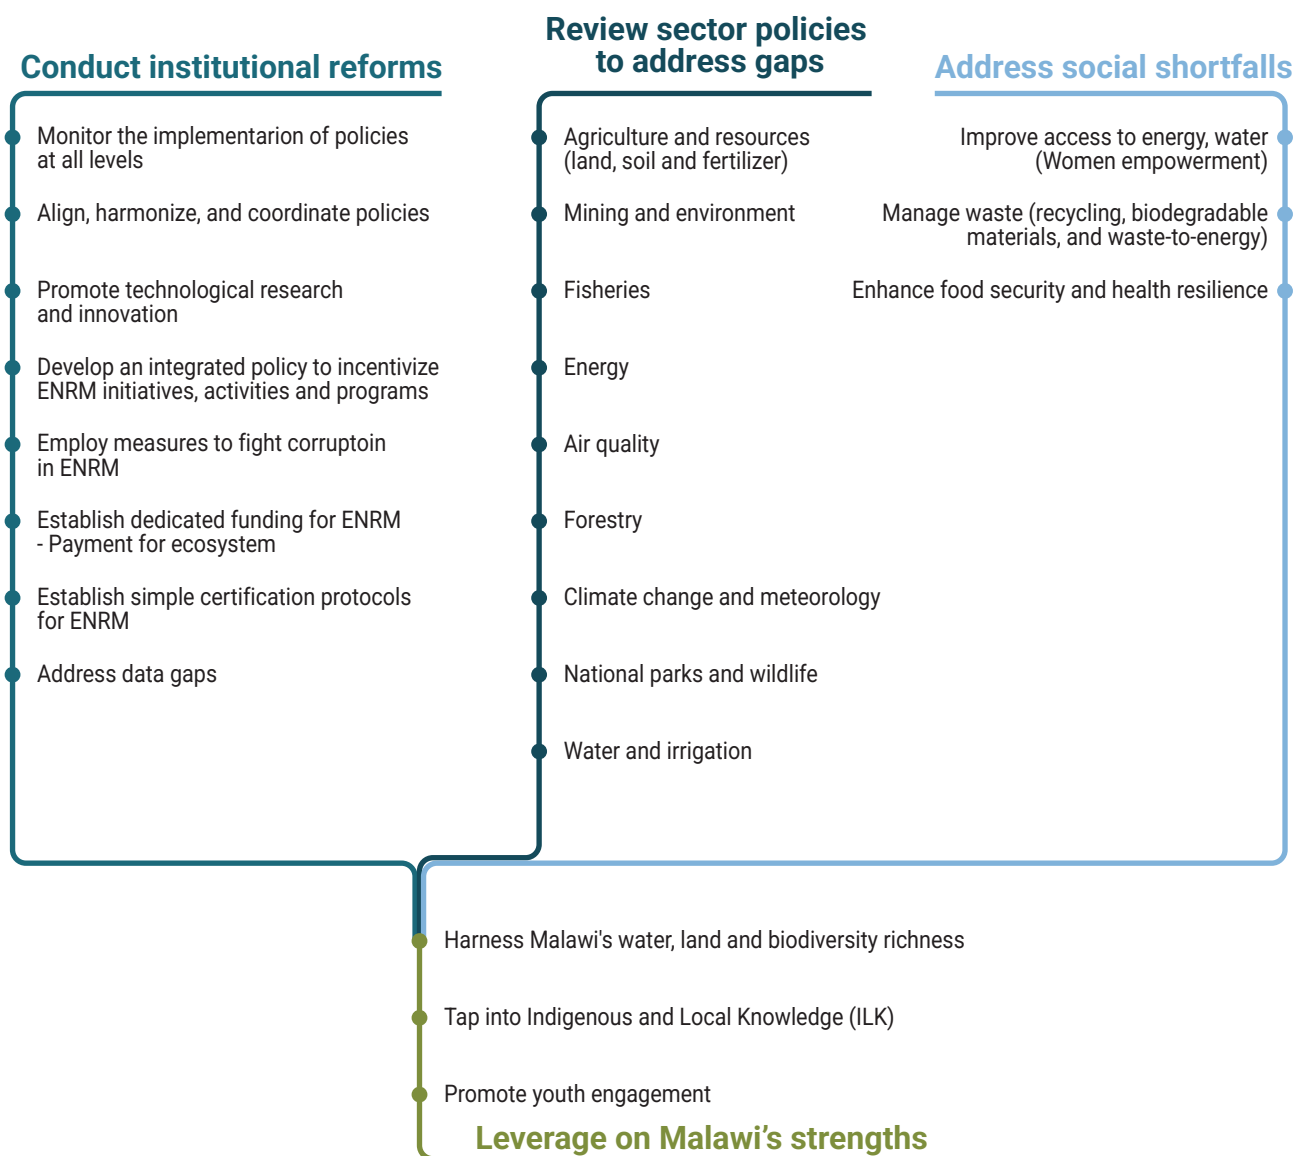 Conduct institutional reforms
Monitor the implementarion of policies
at all levels
Align, harmonize, and coordinate policies
Promote technological research
and innovation
Develop an integrated policy to incentivize
ENRM initiatives, activities and programs
Employ measures to fight corruptoin
in ENRM
Establish dedicated funding for ENRM
- Payment for ecosystem
Establish simple certification protocols
for ENRM
Address data gaps
Review sector policies
to address gaps
Agriculture and resources
(land, soil and fertilizer)
Mining and environment
Fisheries
Energy
Air quality
Forestry
Climate change and meteorology
National parks and wildlife
Water and irrigation
Address social shortfalls
Improve access to energy, water
(Women empowerment)
Manage waste (recycling, biodegradable
materials, and waste-to-energy)
Enhance food security and health resilience
Harness Malawi's water, land and biodiversity richness
Tap into Indigenous and Local Knowledge (ILK)
Promote youth engagement
Leverage on Malawi’s strengths